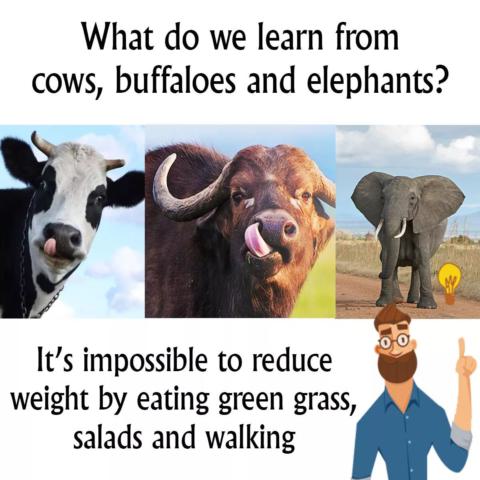 What do we learn from
cows, buffaloes and elephants?
It's impossible to reduce
weight by eating green grass,
salads and walking